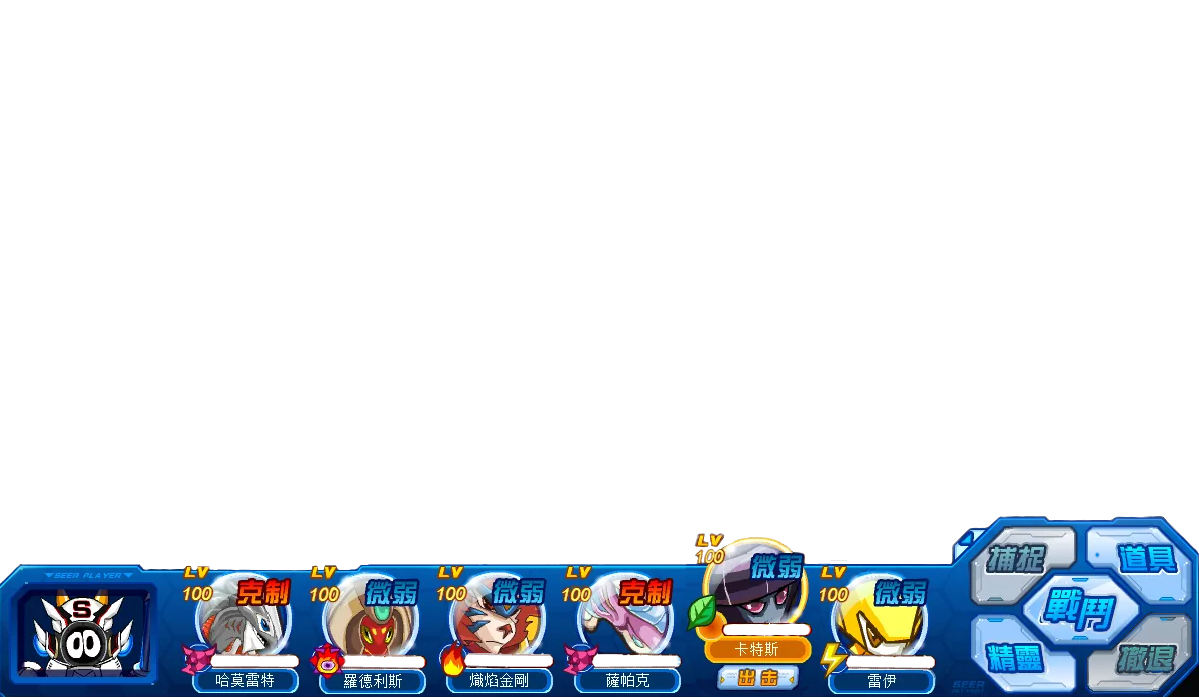 SEER PLAYER
S
LV
100
克制
哈莫雷特
LV
100
微弱
羅德利斯
LV
100
微弱
熾焰金剛
LV
100
克制
薩帕克
LV
100
微弱
卡特斯
出击
LV
100
微弱
雷伊
捕捉
道具
戰鬥
精靈
撤退